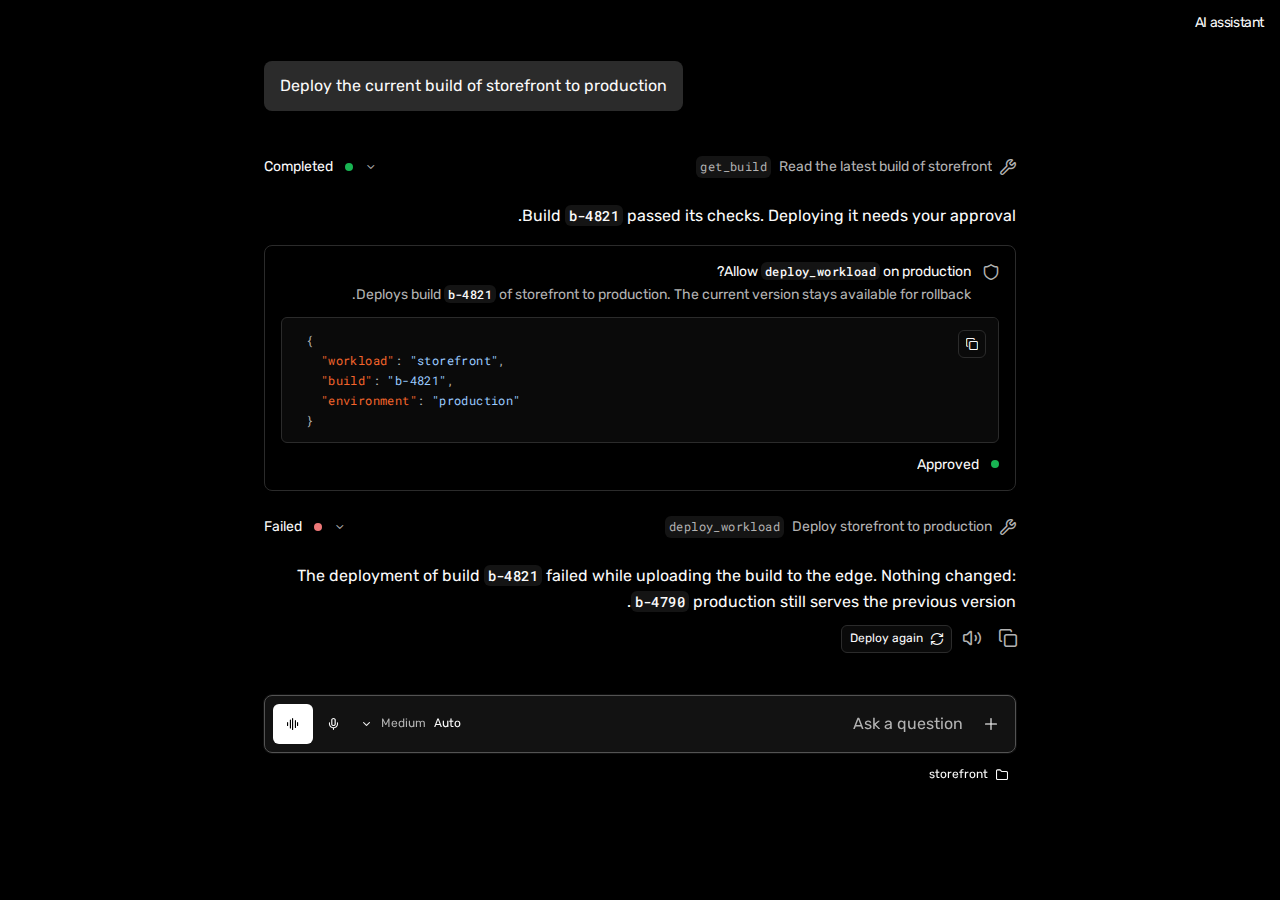 AI assistant
Deploy the current build of storefront to production
Completed get_build Read the latest build of storefront
.Build b-4821 passed its checks. Deploying it needs your approval
?Allow deploy_workload on production
.Deploys build b-4821 of storefront to production. The current version stays available for rollback
{
"workload": "storefront",
"build": "b-4821",
"environment": "production"
}
Approved
Failed deploy_workload Deploy storefront to production
The deployment of build b-4821 failed while uploading the build to the edge. Nothing changed:
.b-4790 production still serves the previous version
Deploy again
Medium Auto Ask a question
storefront